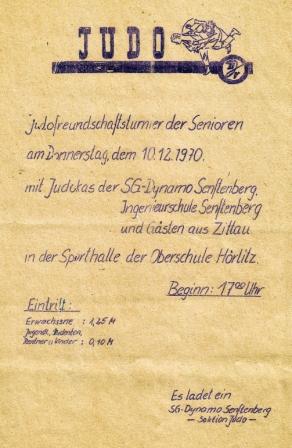 JUDO
Judofreundschaftsturnier der Senioren
am Donnerstag, dem 10.12.1970.
mit Judokas der SG-Dynamo Senftenberg,
Ingenieurschule Senftenberg
und Gästen aus Zittau
in der Sporthalle der Oberschule Hörlitz.
Beginn: 17⁰⁰ Uhr
Eintritt:
Erwachsne : 1,25 M
Jugendl., Studenten,
Rentner u. Kinder : 0,10 M
Es ladet ein
SG-Dynamo Senftenberg
- Sektion Judo -